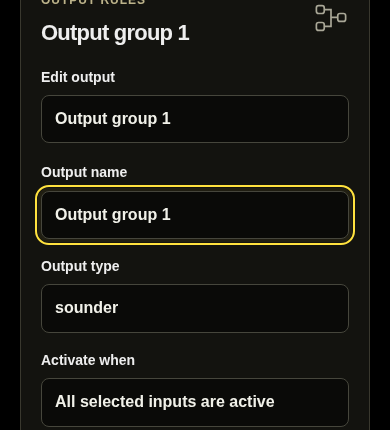 OUTPUT RULES
Output group 1
Edit output
Output group 1
Output name
Output group 1
Output type
sounder
Activate when
All selected inputs are active